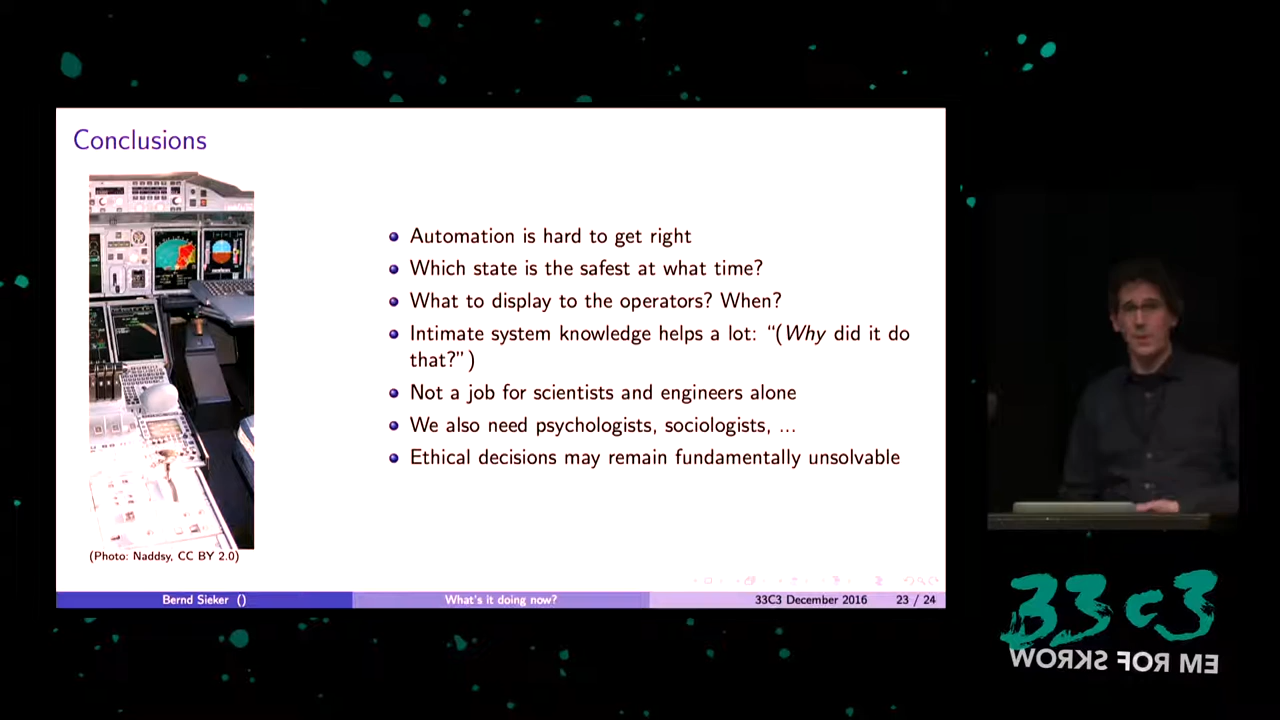 Conclusions
Automation is hard to get right
Which state is the safest at what time?
What to display to the operators? When?
Intimate system knowledge helps a lot: “(Why did it do
that?”)
Not a job for scientists and engineers alone
We also need psychologists, sociologists, ...
Ethical decisions may remain fundamentally unsolvable
(Photo: Naddsy, CC BY 2.0)
Bernd Sieker ()
What's it doing now?
33C3 December 2016
23 / 24
33c3
WORKS FOR ME